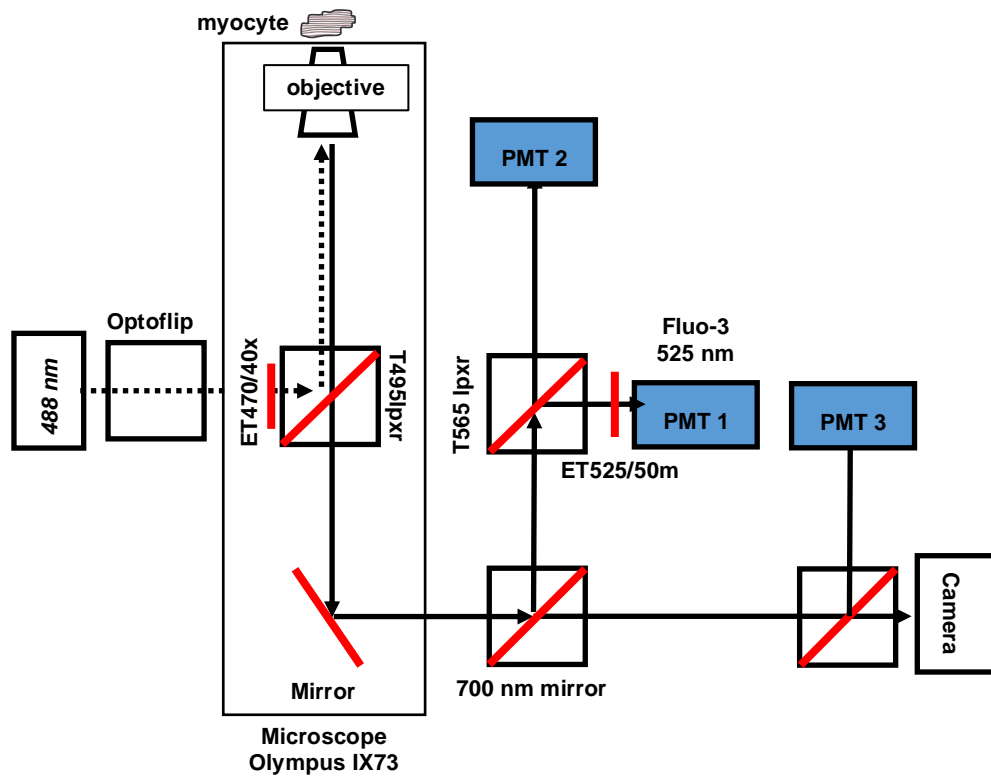 myocyte
objective
PMT 2
Optoflip
488 nm
ET470/40x
T495lpxr
T565 lpxr
Fluo-3
525 nm
PMT 1
PMT 3
ET525/50m
Camera
Mirror
700 nm mirror
Microscope
Olympus IX73